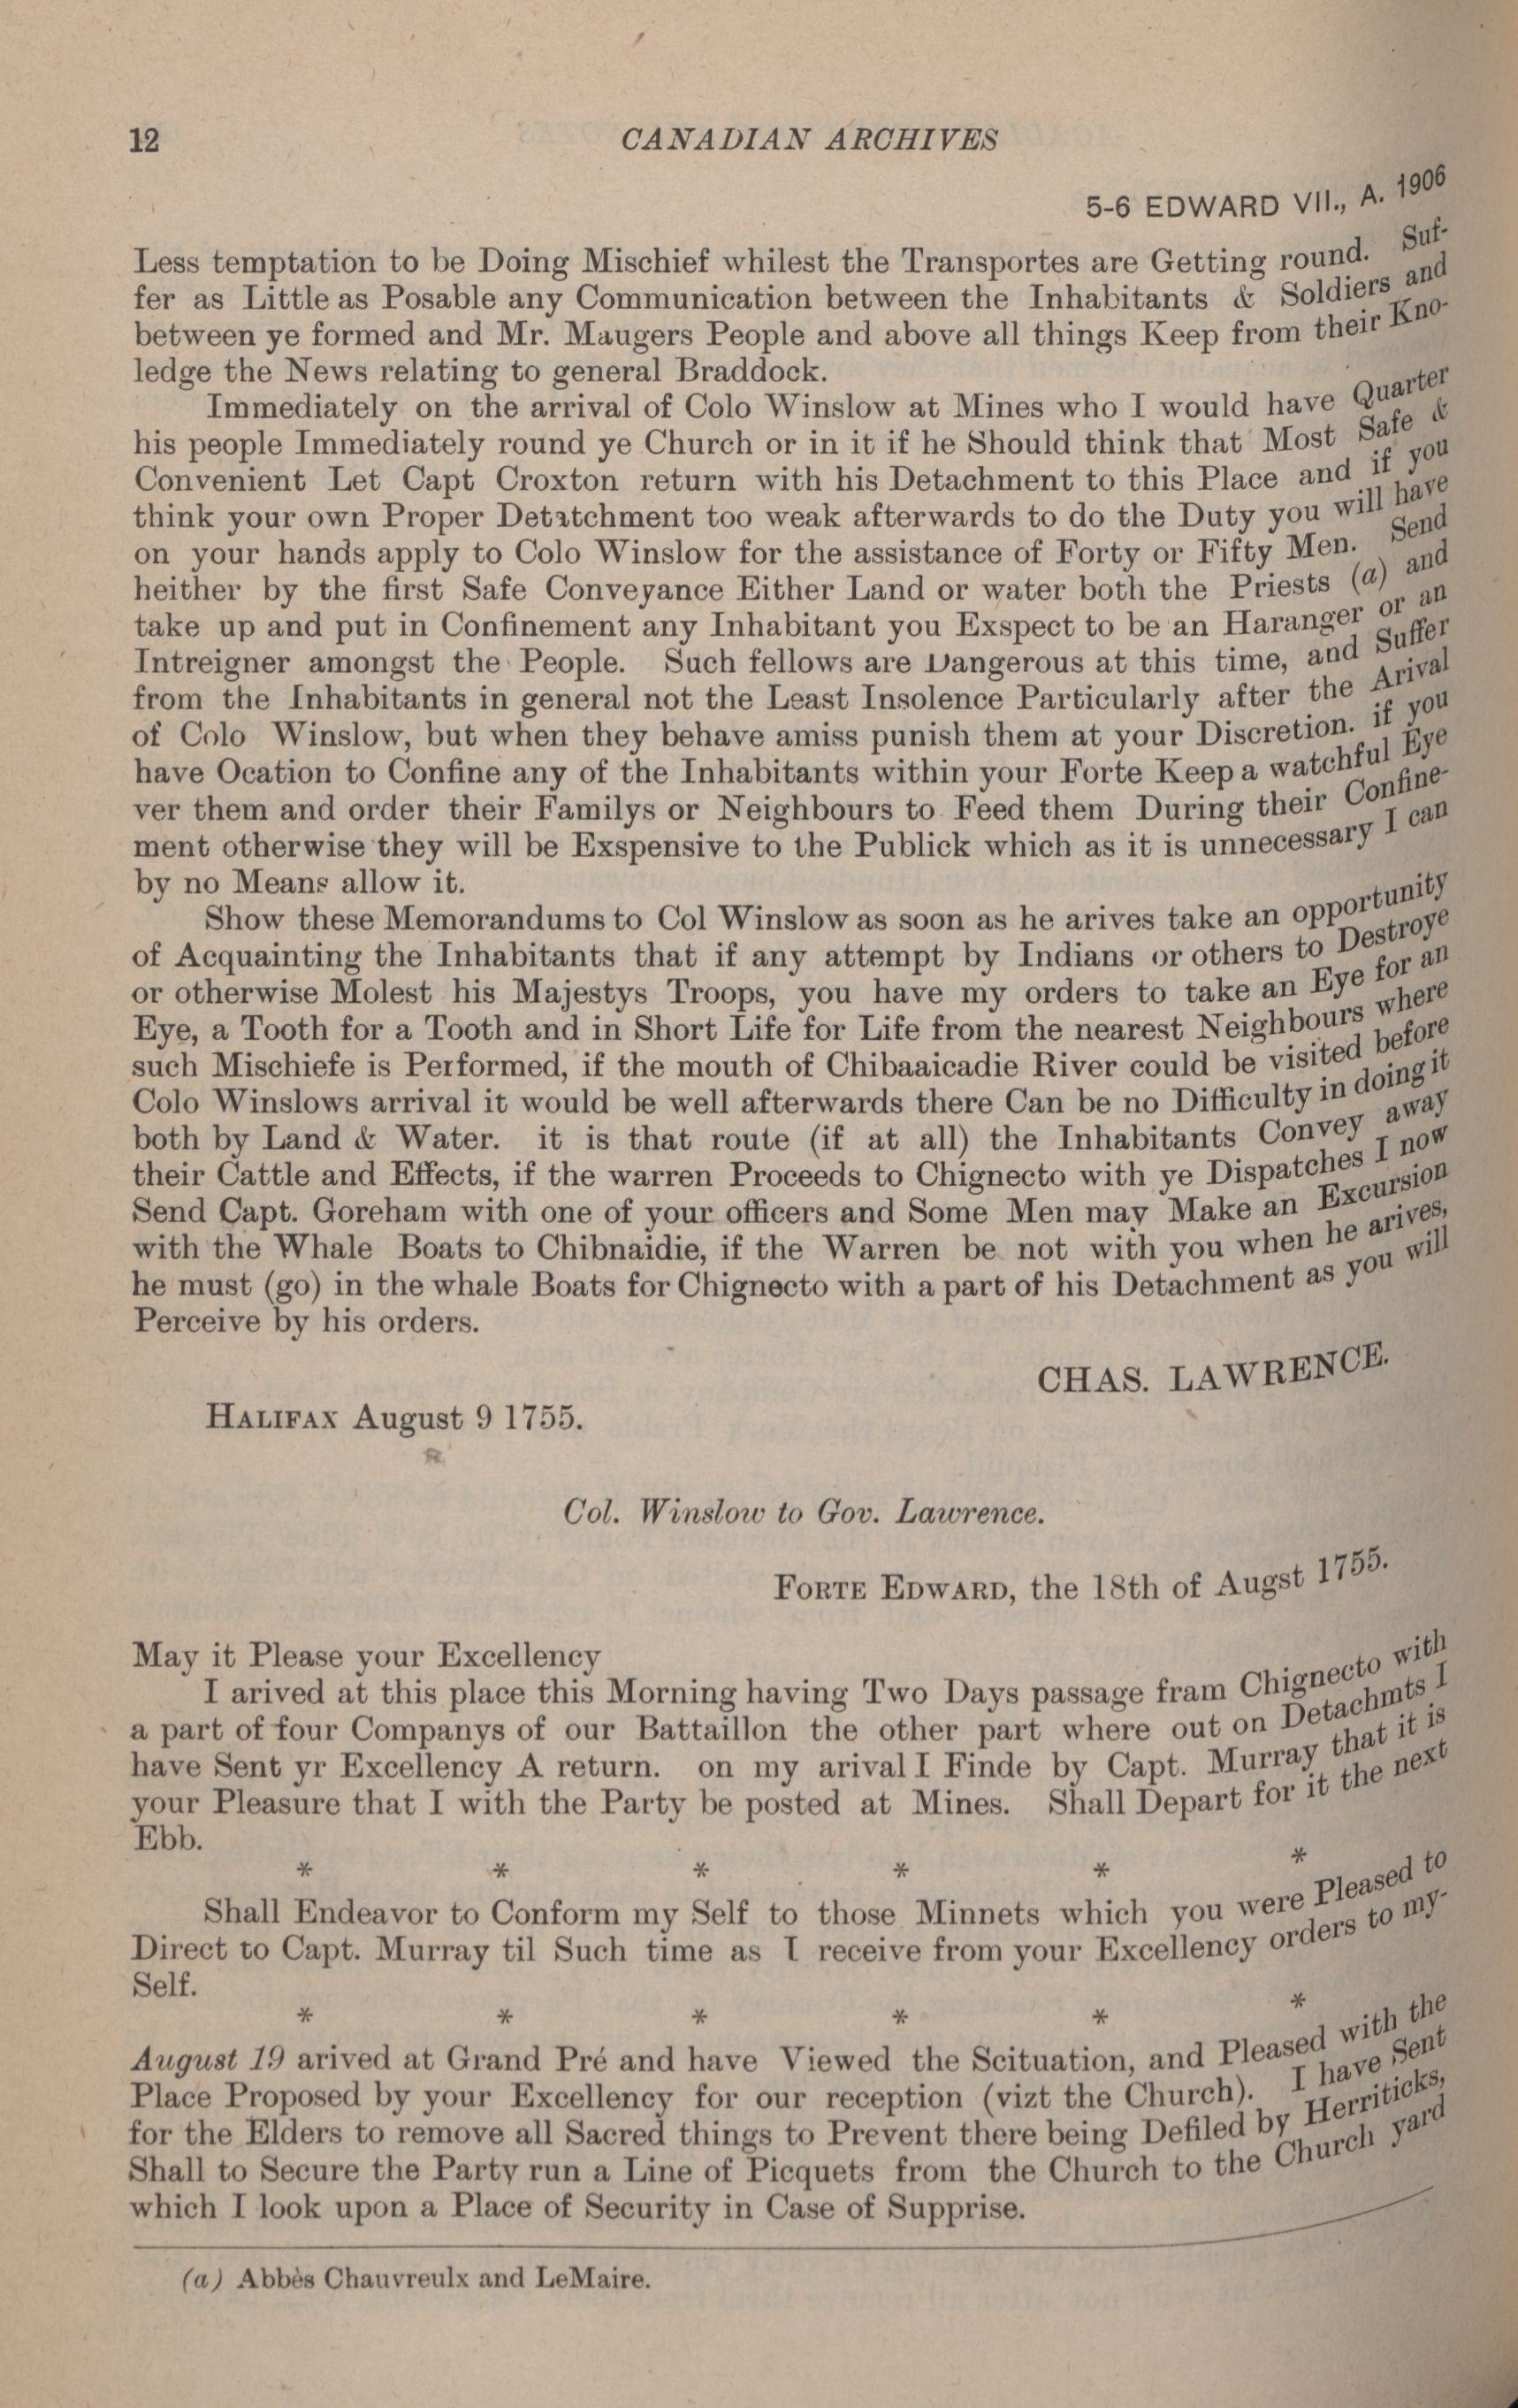 12
CANADIAN ARCHIVES
5-6 EDWARD VII., A. 1906
Less temptation to be Doing Mischief whilest the Transportes are Getting round. Suf-
fer as Little as Posable any Communication between the Inhabitants & Soldiers and
between ye formed and Mr. Maugers People and above all things Keep from their Kno-
ledge the News relating to general Braddock.
Immediately on the arrival of Colo Winslow at Mines who I would have Quarter
his people Immediately round ye Church or in it if he Should think that Most Safe &
Convenient Let Capt Croxton return with his Detachment to this Place and if you
think your own Proper Detatchment too weak afterwards to do the Duty you will have
on your hands apply to Colo Winslow for the assistance of Forty or Fifty Men. Send
heither by the first Safe Conveyance Either Land or water both the Priests (a) and
take up and put in Confinement any Inhabitant you Exspect to be an Haranger or an
Intreigner amongst the People. Such fellows are Dangerous at this time, and Suffer
from the Inhabitants in general not the Least Insolence Particularly after the Arival
of Colo Winslow, but when they behave amiss punish them at your Discretion. if you
have Ocation to Confine any of the Inhabitants within your Forte Keep a watchful Eye
ver them and order their Familys or Neighbours to Feed them During their Confine-
ment otherwise they will be Exspensive to the Publick which as it is unnecessary I can
by no Means allow it.
Show these Memorandums to Col Winslow as soon as he arives take an opportunity
of Acquainting the Inhabitants that if any attempt by Indians or others to Destroye
or otherwise Molest his Majestys Troops, you have my orders to take an Eye for an
Eye, a Tooth for a Tooth and in Short Life for Life from the nearest Neighbours where
such Mischiefe is Performed, if the mouth of Chibaaicadie River could be visited before
Colo Winslows arrival it would be well afterwards there Can be no Difficulty in doing it
both by Land & Water. it is that route (if at all) the Inhabitants Convey away
their Cattle and Effects, if the warren Proceeds to Chignecto with ye Dispatches I now
Send Capt. Goreham with one of your officers and Some Men may Make an Excursion
with the Whale Boats to Chibnaidie, if the Warren be not with you when he arives,
he must (go) in the whale Boats for Chignecto with a part of his Detachment as you will
Perceive by his orders.
CHAS. LAWRENCE.
HALIFAX August 9 1755.
Col. Winslow to Gov. Lawrence.
FORTE EDWARD, the 18th of Augst 1755.
May it Please your Excellency
I arived at this place this Morning having Two Days passage fram Chignecto with
a part of four Companys of our Battaillon the other part where out on Detachmts I
have Sent yr Excellency A return. on my arival I Finde by Capt. Murray that it is
your Pleasure that I with the Party be posted at Mines. Shall Depart for it the next
Ebb.
* * * * * *
Shall Endeavor to Conform my Self to those Minnets which you were Pleased to
Direct to Capt. Murray til Such time as I receive from your Excellency orders to my-
Self.
* * * * * *
August 19 arived at Grand Pré and have Viewed the Scituation, and Pleased with the
Place Proposed by your Excellency for our reception (vizt the Church). I have Sent
for the Elders to remove all Sacred things to Prevent there being Defiled by Herriticks,
Shall to Secure the Party run a Line of Picquets from the Church to the Church yard
which I look upon a Place of Security in Case of Supprise.
(a) Abbès Chauvreulx and LeMaire.